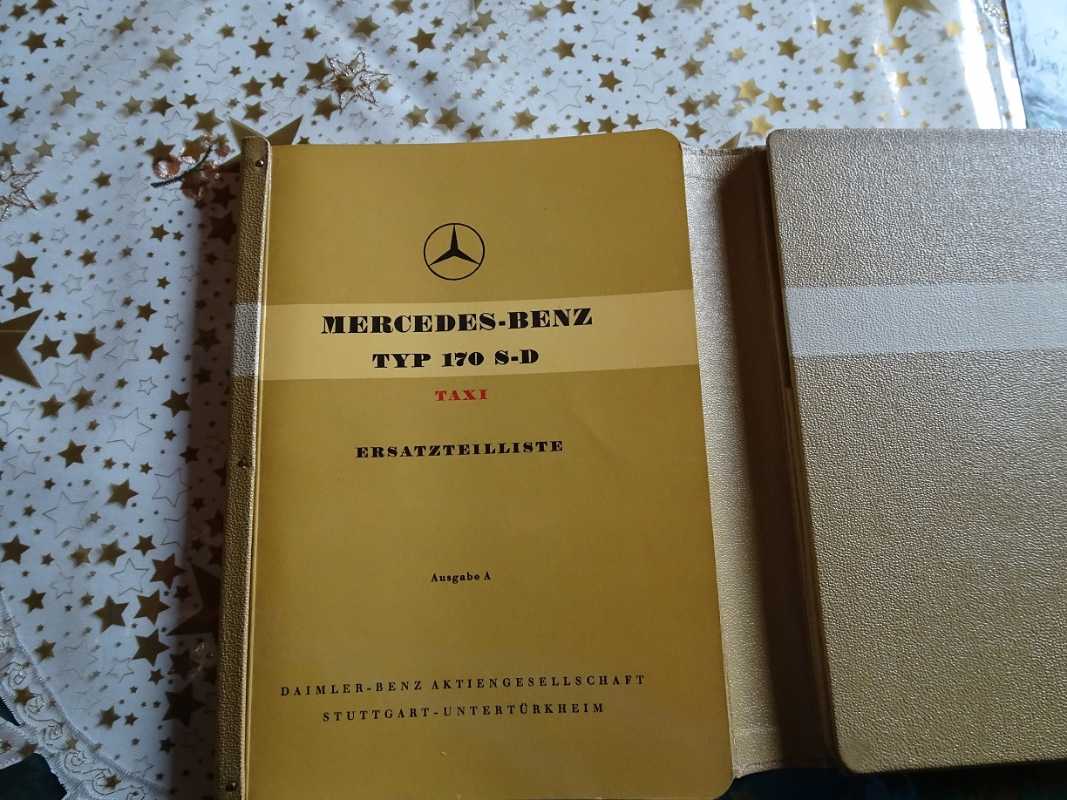 MERCEDES-BENZ
TYP 170 S-D
TAXI
ERSATZTEILLISTE
Ausgabe A
DAIMLER-BENZ AKTIENGESELLSCHAFT
STUTTGART-UNTERTÜRKHEIM